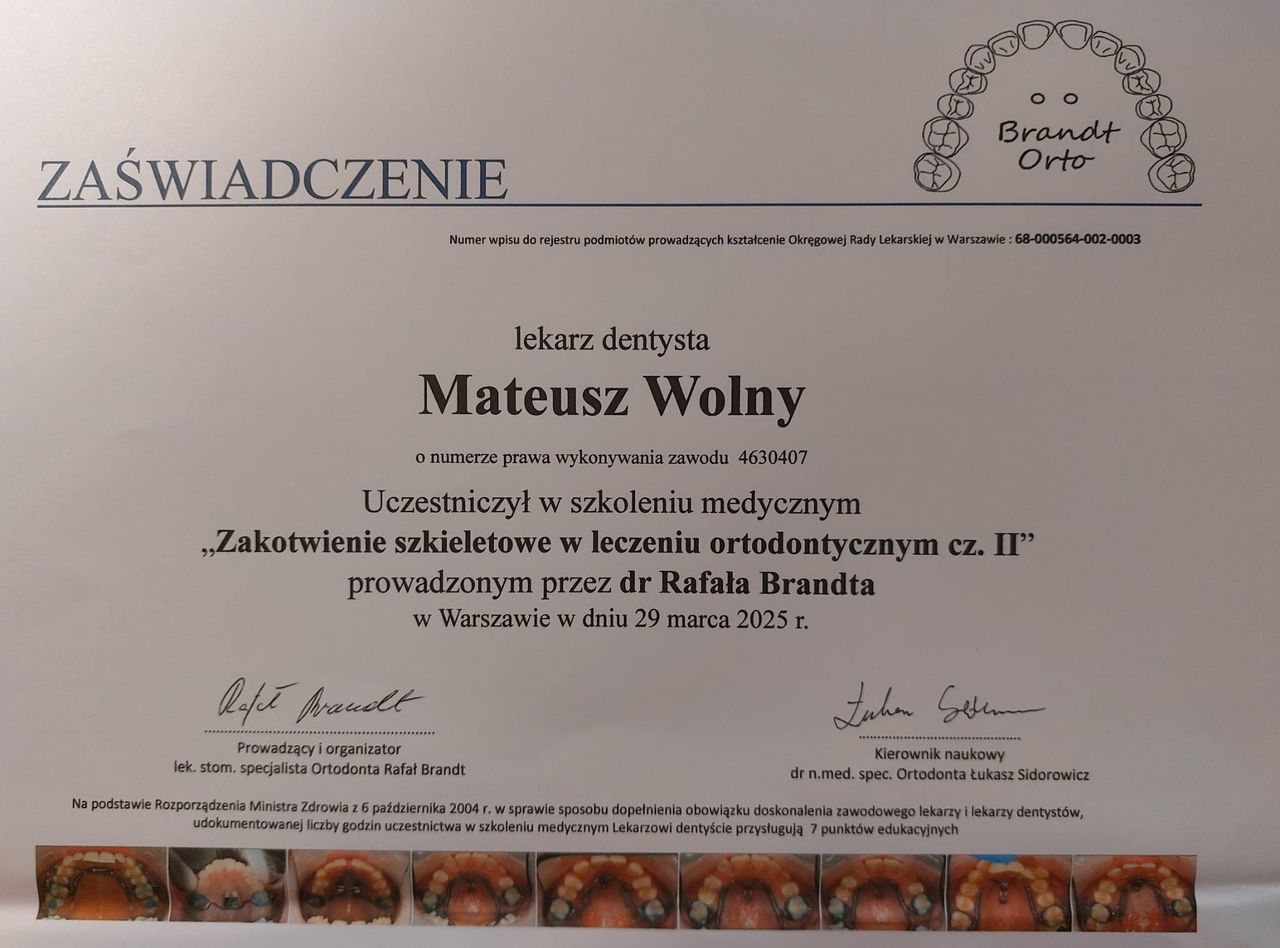 Brandt
Orto
ZAŚWIADCZENIE
Numer wpisu do rejestru podmiotów prowadzących kształcenie Okręgowej Rady Lekarskiej w Warszawie : 68-000564-002-0003
lekarz dentysta
Mateusz Wolny
o numerze prawa wykonywania zawodu 4630407
Uczestniczył w szkoleniu medycznym
„Zakotwienie szkieletowe w leczeniu ortodontycznym cz. II”
prowadzonym przez dr Rafała Brandta
w Warszawie w dniu 29 marca 2025 r.
Rafał Brandt
Prowadzący i organizator
lek. stom. specjalista Ortodonta Rafał Brandt
Kierownik naukowy
dr n.med. spec. Ortodonta Łukasz Sidorowicz
Na podstawie Rozporządzenia Ministra Zdrowia z 6 października 2004 r. w sprawie sposobu dopełnienia obowiązku doskonalenia zawodowego lekarzy i lekarzy dentystów,
udokumentowanej liczby godzin uczestnictwa w szkoleniu medycznym Lekarzowi dentyście przysługują 7 punktów edukacyjnych